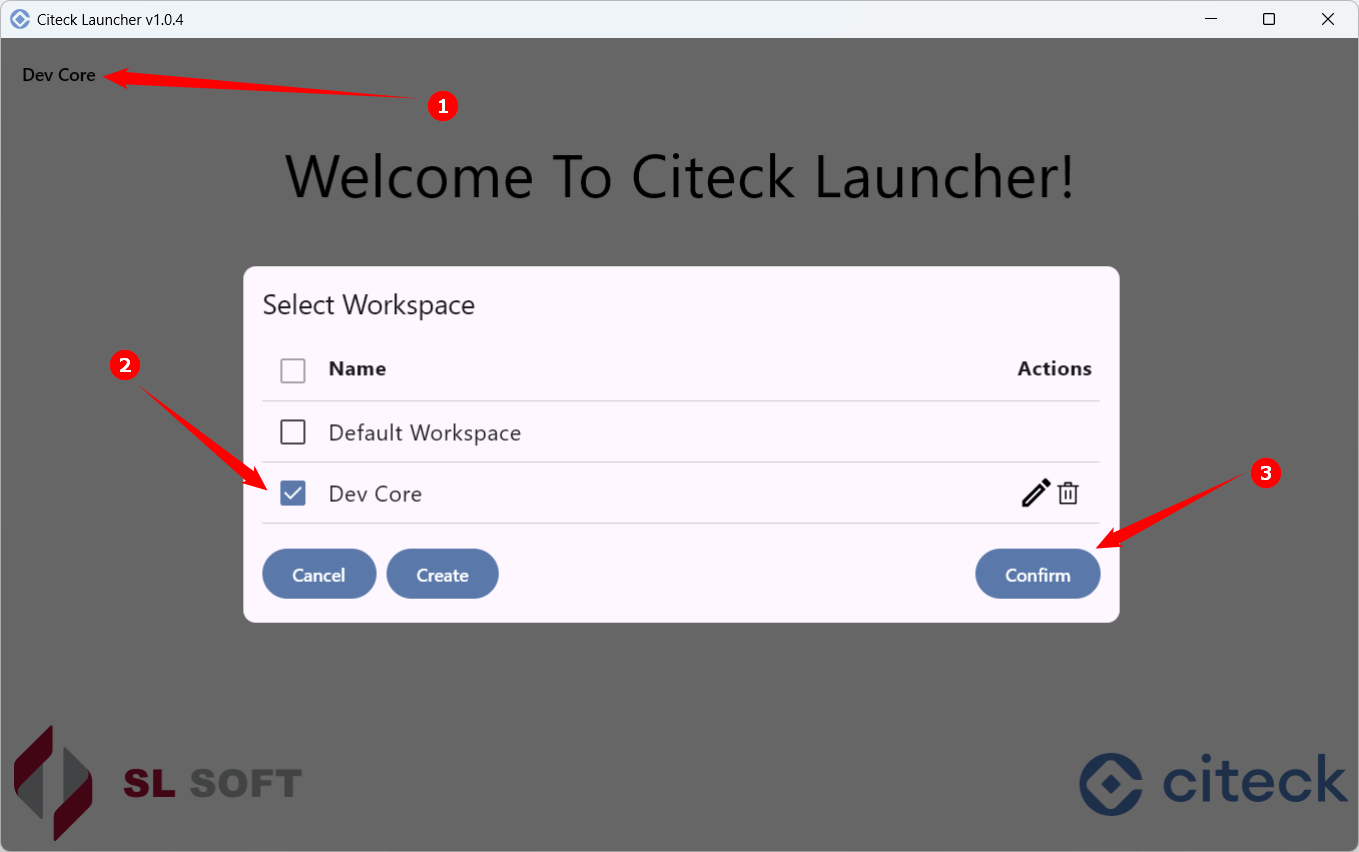 Citeck Launcher v1.0.4
Dev Core
1
Welcome To Citeck Launcher!
Select Workspace
2
Name Actions
Default Workspace
Dev Core
3
Cancel Create Confirm
SL SOFT
citeck